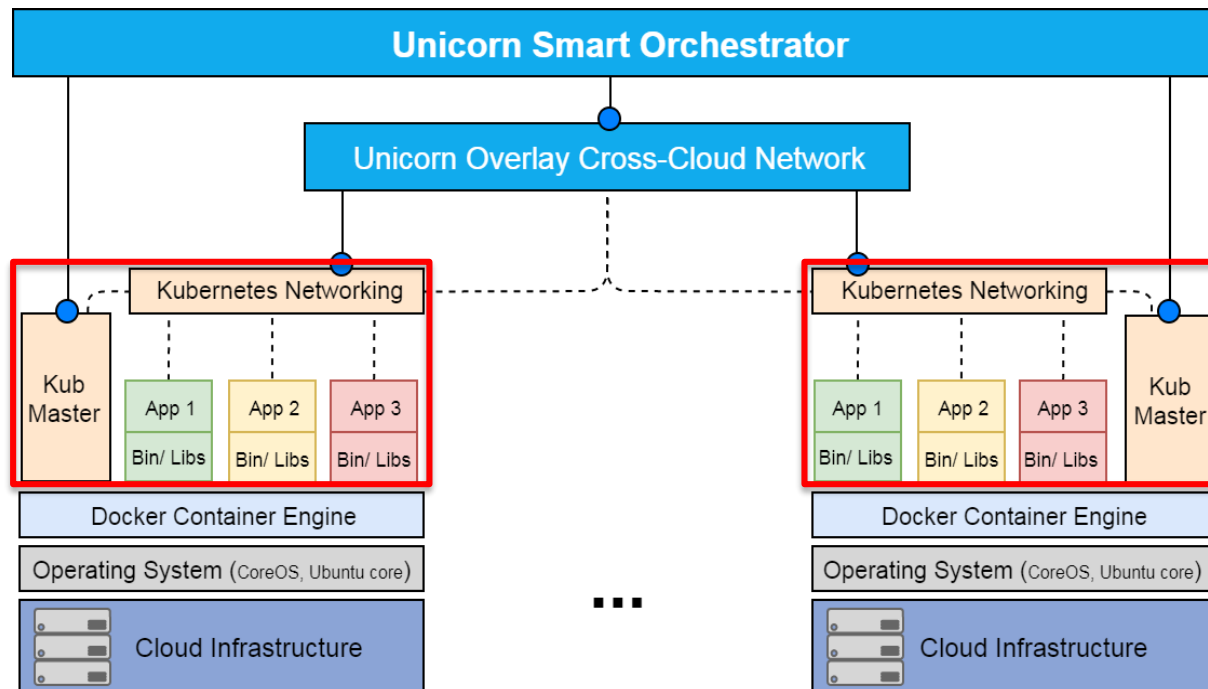 Unicorn Smart Orchestrator
Unicorn Overlay Cross-Cloud Network
Kubernetes Networking
Kub
Master
App 1
App 2
App 3
Bin/ Libs
Bin/ Libs
Bin/ Libs
Docker Container Engine
Operating System (CoreOS, Ubuntu core)
Cloud Infrastructure
...
Kubernetes Networking
App 1
App 2
App 3
Bin/ Libs
Bin/ Libs
Bin/ Libs
Kub
Master
Docker Container Engine
Operating System (CoreOS, Ubuntu core)
Cloud Infrastructure